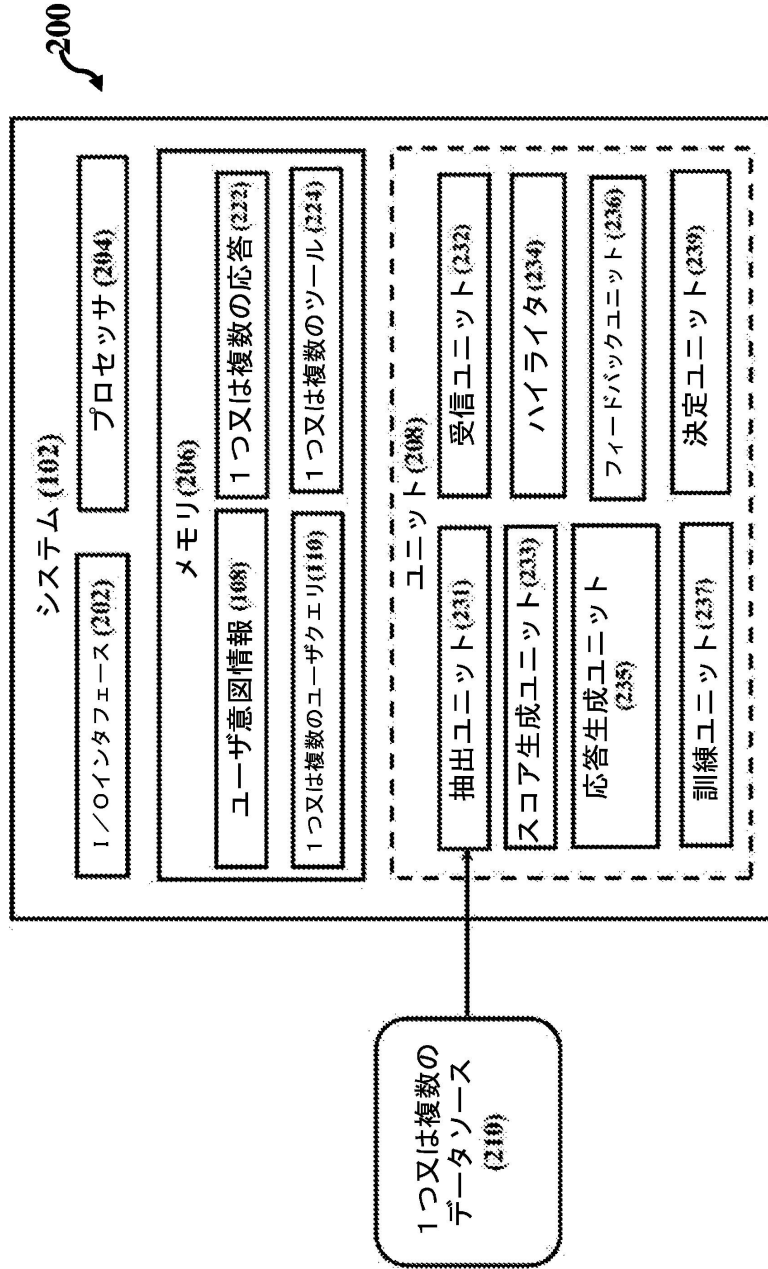 200
システム(102)
I／Oインタフェース(202)
プロセッサ(204)
メモリ(206)
ユーザ意図情報(108)
１つ又は複数の応答(222)
１つ又は複数のユーザクエリ(110)
１つ又は複数のツール(224)
ユニット(208)
抽出ユニット(231)
受信ユニット(232)
スコア生成ユニット(233)
ハイライタ(234)
応答生成ユニット
(235)
フィードバックユニット(236)
訓練ユニット(237)
決定ユニット(239)
１つ又は複数の
データソース
(210)